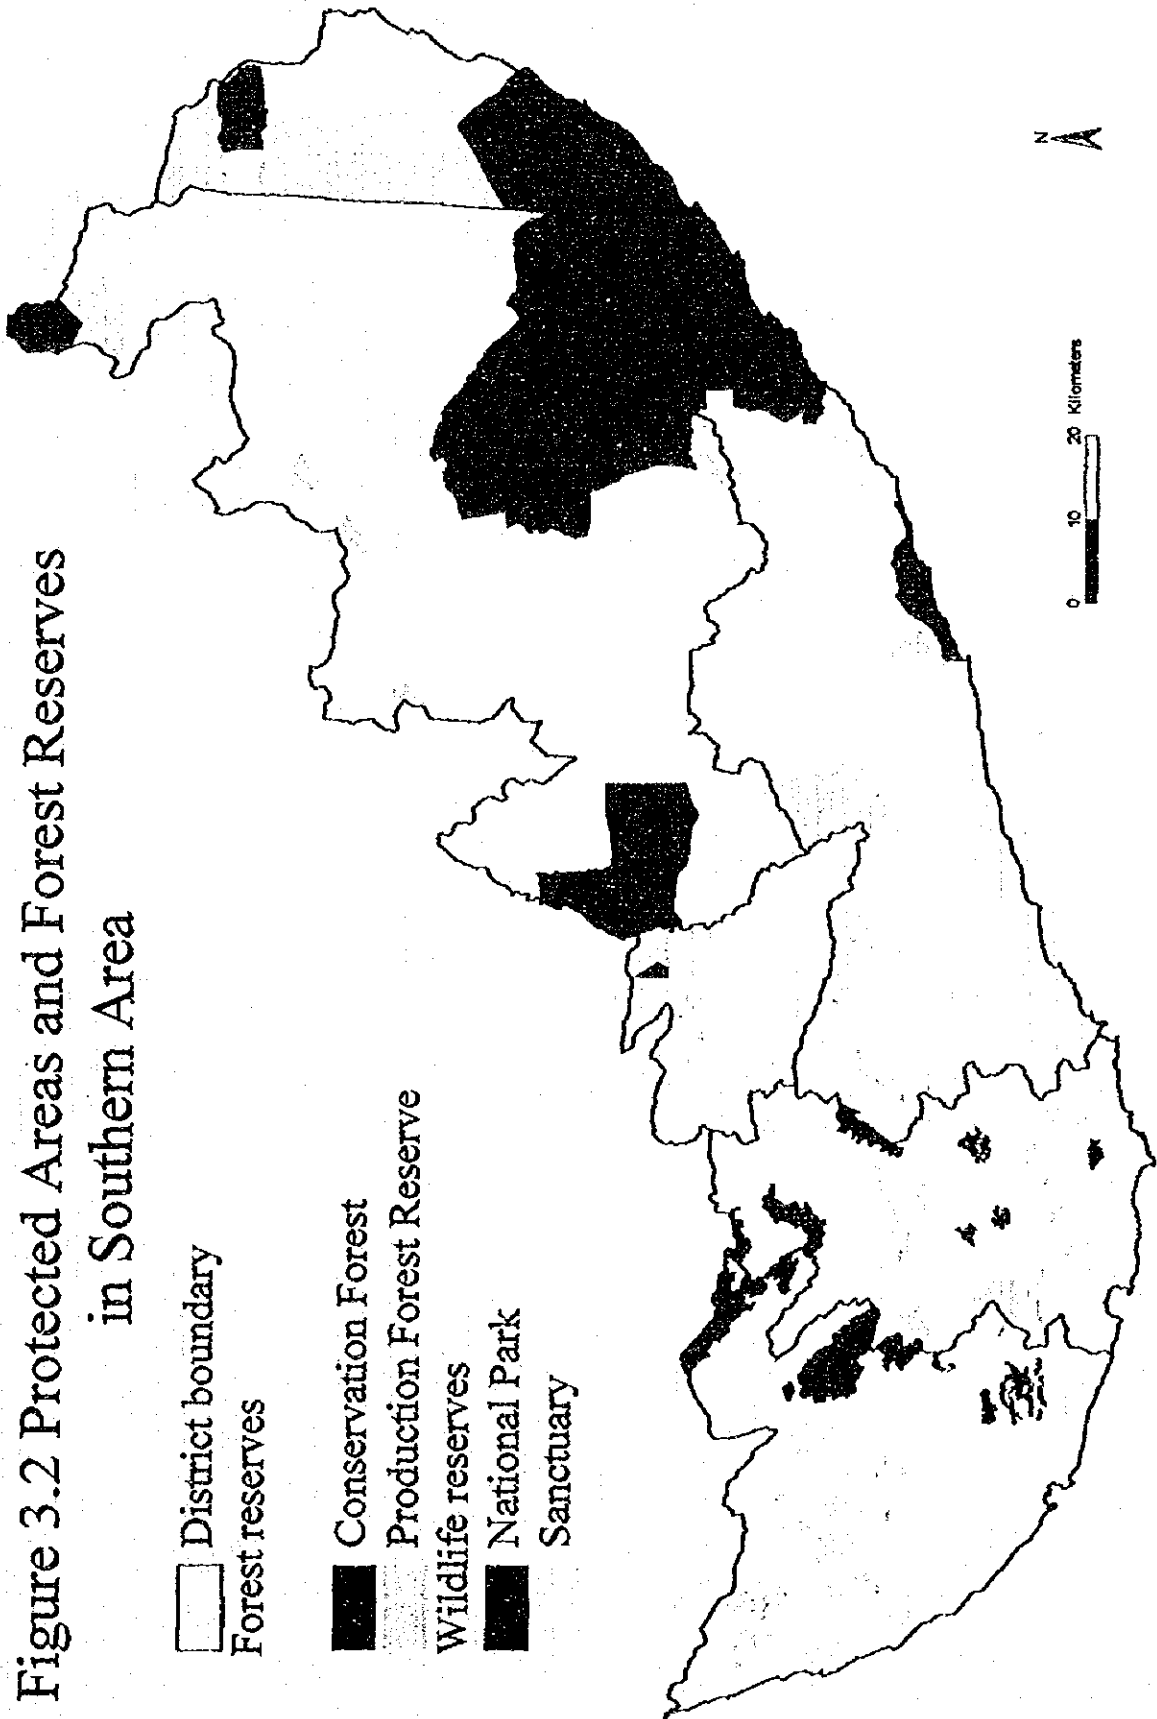 Figure 3.2 Protected Areas and Forest Reserves
in Southern Area
District boundary
Forest reserves
Conservation Forest
Production Forest Reserve
Wildlife reserves
National Park
Sanctuary
0 10 20 Kilometers
N